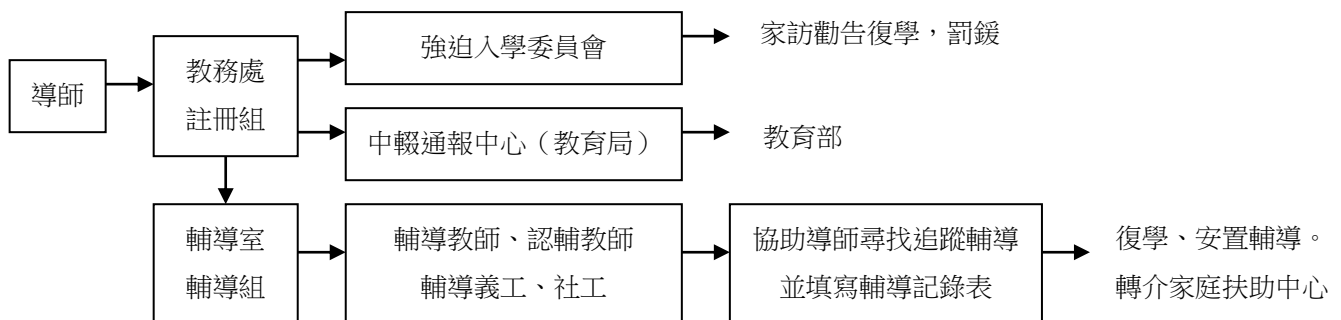 導師
教務處
註冊組
強迫入學委員會
家訪勸告復學，罰鍰
中輟通報中心（教育局）
教育部
輔導室
輔導組
輔導教師、認輔教師
輔導義工、社工
協助導師尋找追蹤輔導
並填寫輔導記錄表
復學、安置輔導。
轉介家庭扶助中心